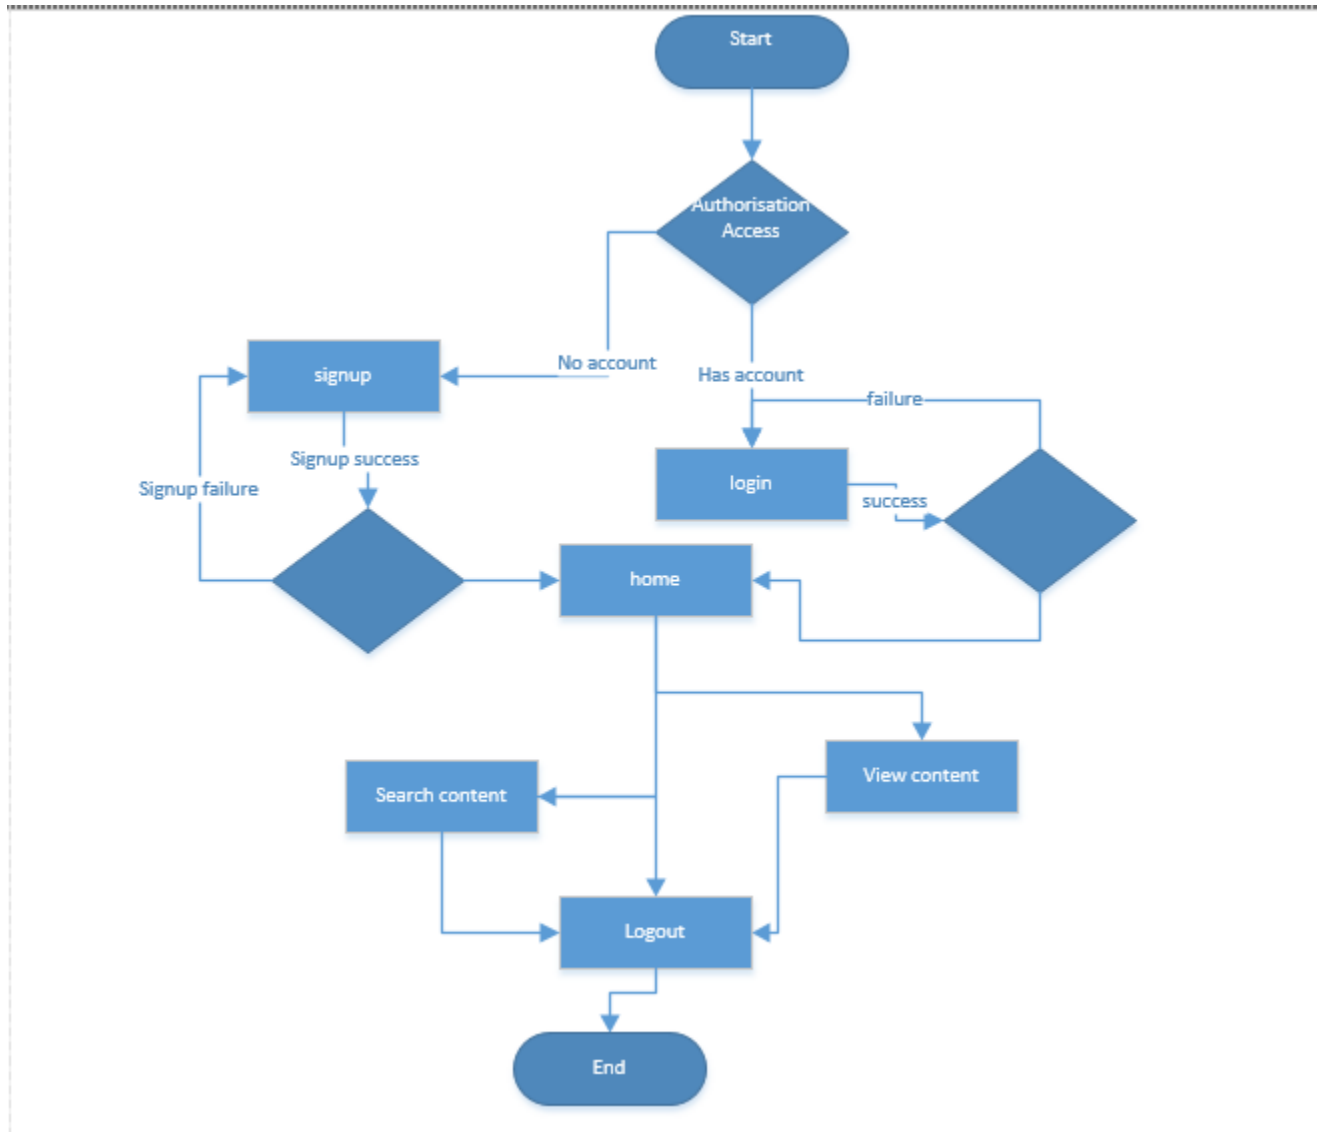 Start
Authorisation
Access
No account
Has account
signup
failure
Signup success
login
Signup failure
success
home
View content
Search content
Logout
End